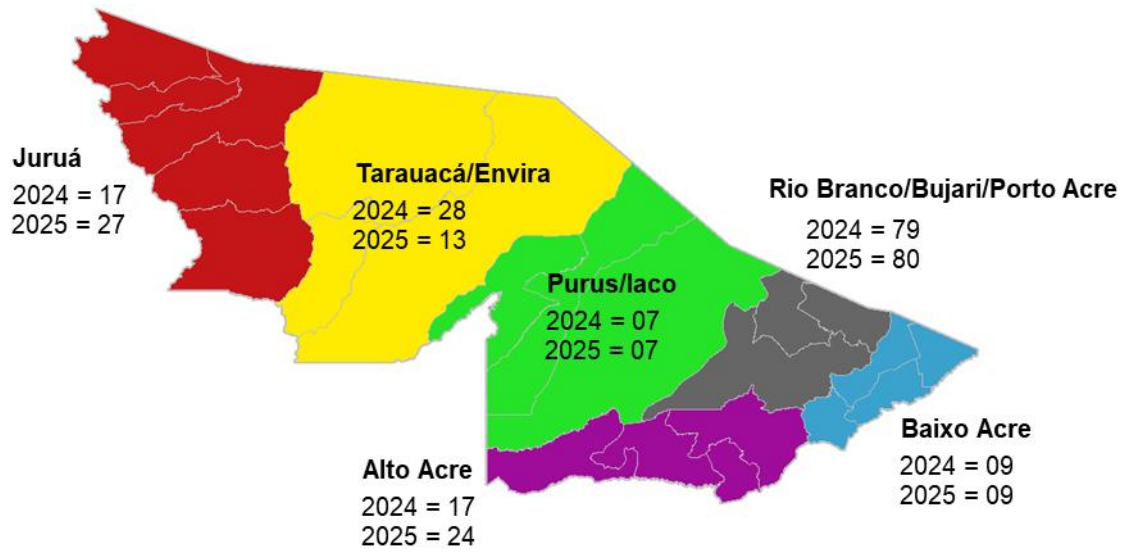 Juruá
2024 = 17
2025 = 27
Tarauacá/Envira
2024 = 28
2025 = 13
Rio Branco/Bujari/Porto Acre
2024 = 79
2025 = 80
Purus/Iaco
2024 = 07
2025 = 07
Baixo Acre
2024 = 09
2025 = 09
Alto Acre
2024 = 17
2025 = 24